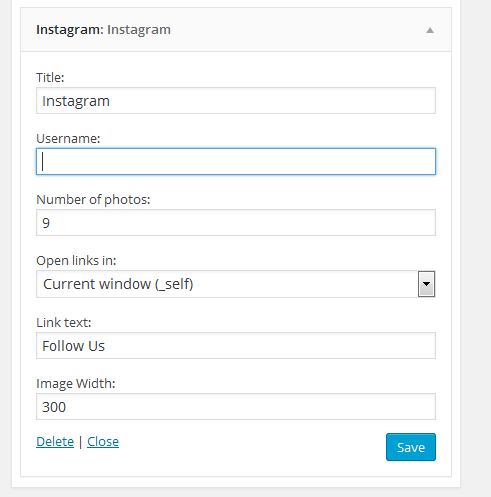 Instagram: Instagram
Title:
Instagram
Username:
Number of photos:
9
Open links in:
Current window (_self)
Link text:
Follow Us
Image Width:
300
Delete | Close
Save